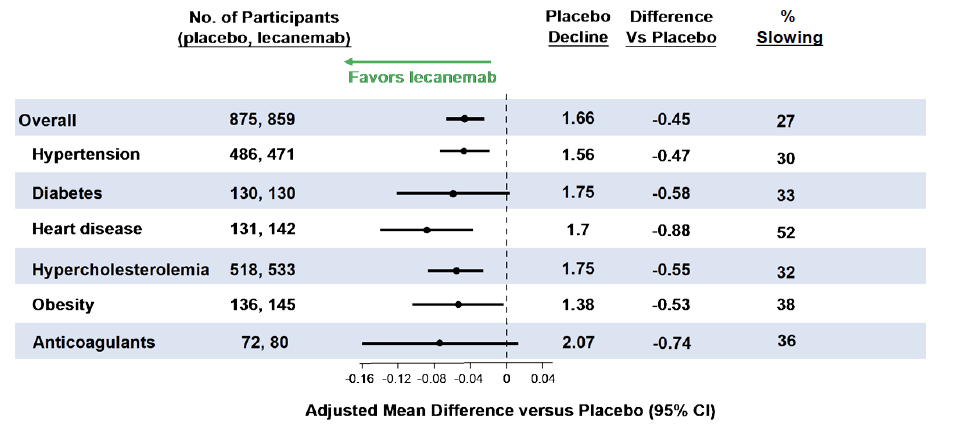 No. of Participants Placebo Difference %
(placebo, lecanemab) Decline Vs Placebo Slowing
Favors lecanemab
Overall 875, 859 1.66 -0.45 27
Hypertension 486, 471 1.56 -0.47 30
Diabetes 130, 130 1.75 -0.58 33
Heart disease 131, 142 1.7 -0.88 52
Hypercholesterolemia 518, 533 1.75 -0.55 32
Obesity 136, 145 1.38 -0.53 38
Anticoagulants 72, 80 2.07 -0.74 36
-0.16 -0.12 -0.08 -0.04 0 0.04
Adjusted Mean Difference versus Placebo (95% CI)